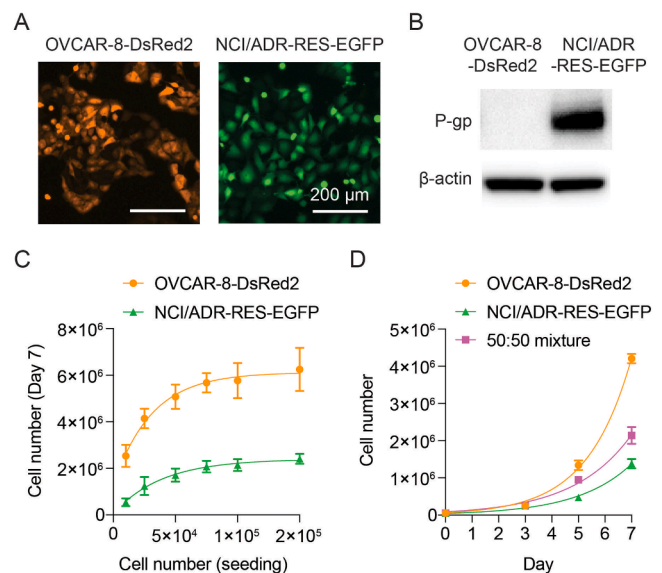 A
OVCAR-8-DsRed2
NCI/ADR-RES-EGFP
200 µm
B
OVCAR-8
-DsRed2
NCI/ADR
-RES-EGFP
P-gp
β-actin
C
OVCAR-8-DsRed2
NCI/ADR-RES-EGFP
Cell number (Day 7)
8×10⁶
6×10⁶
4×10⁶
2×10⁶
0
0
5×10⁴
1×10⁵
2×10⁵
Cell number (seeding)
D
OVCAR-8-DsRed2
NCI/ADR-RES-EGFP
50:50 mixture
Cell number
5×10⁶
4×10⁶
3×10⁶
2×10⁶
1×10⁶
0
0
1
2
3
4
5
6
7
Day